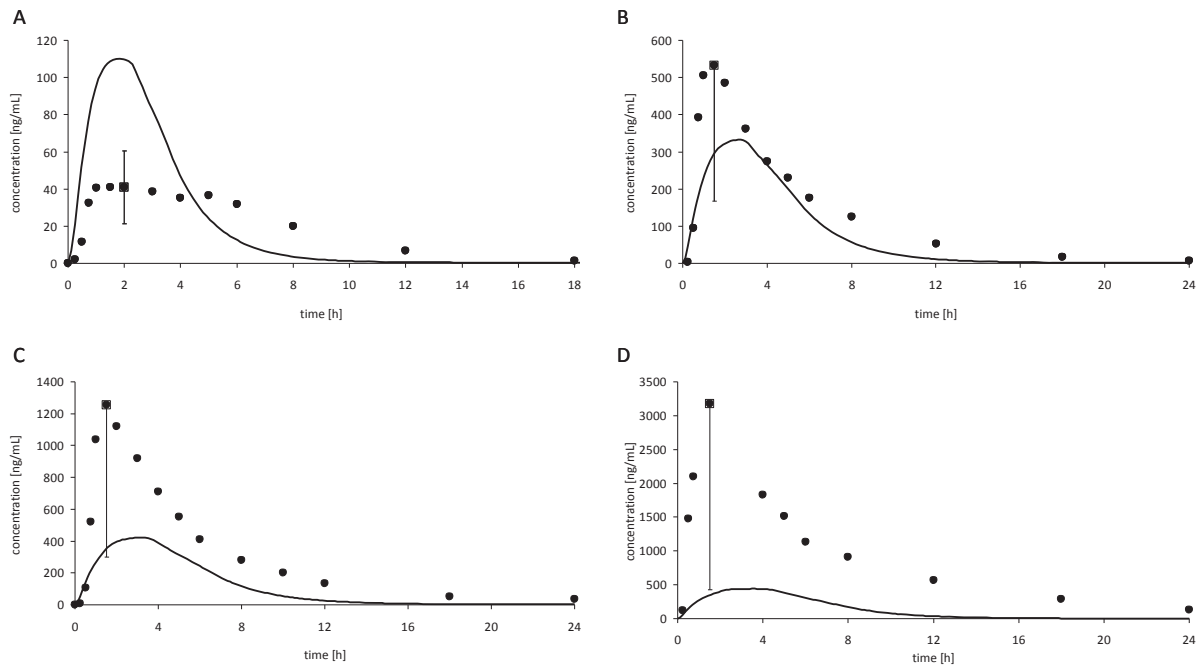 A
120
100
80
60
40
20
0
concentration [ng/mL]
0 2 4 6 8 10 12 14 16 18
time [h]
B
600
500
400
300
200
100
0
concentration [ng/mL]
0 4 8 12 16 20 24
time [h]
C
1400
1200
1000
800
600
400
200
0
concentration [ng/mL]
0 4 8 12 16 20 24
time [h]
D
3500
3000
2500
2000
1500
1000
500
0
concentration [ng/mL]
0 4 8 12 16 20 24
time [h]